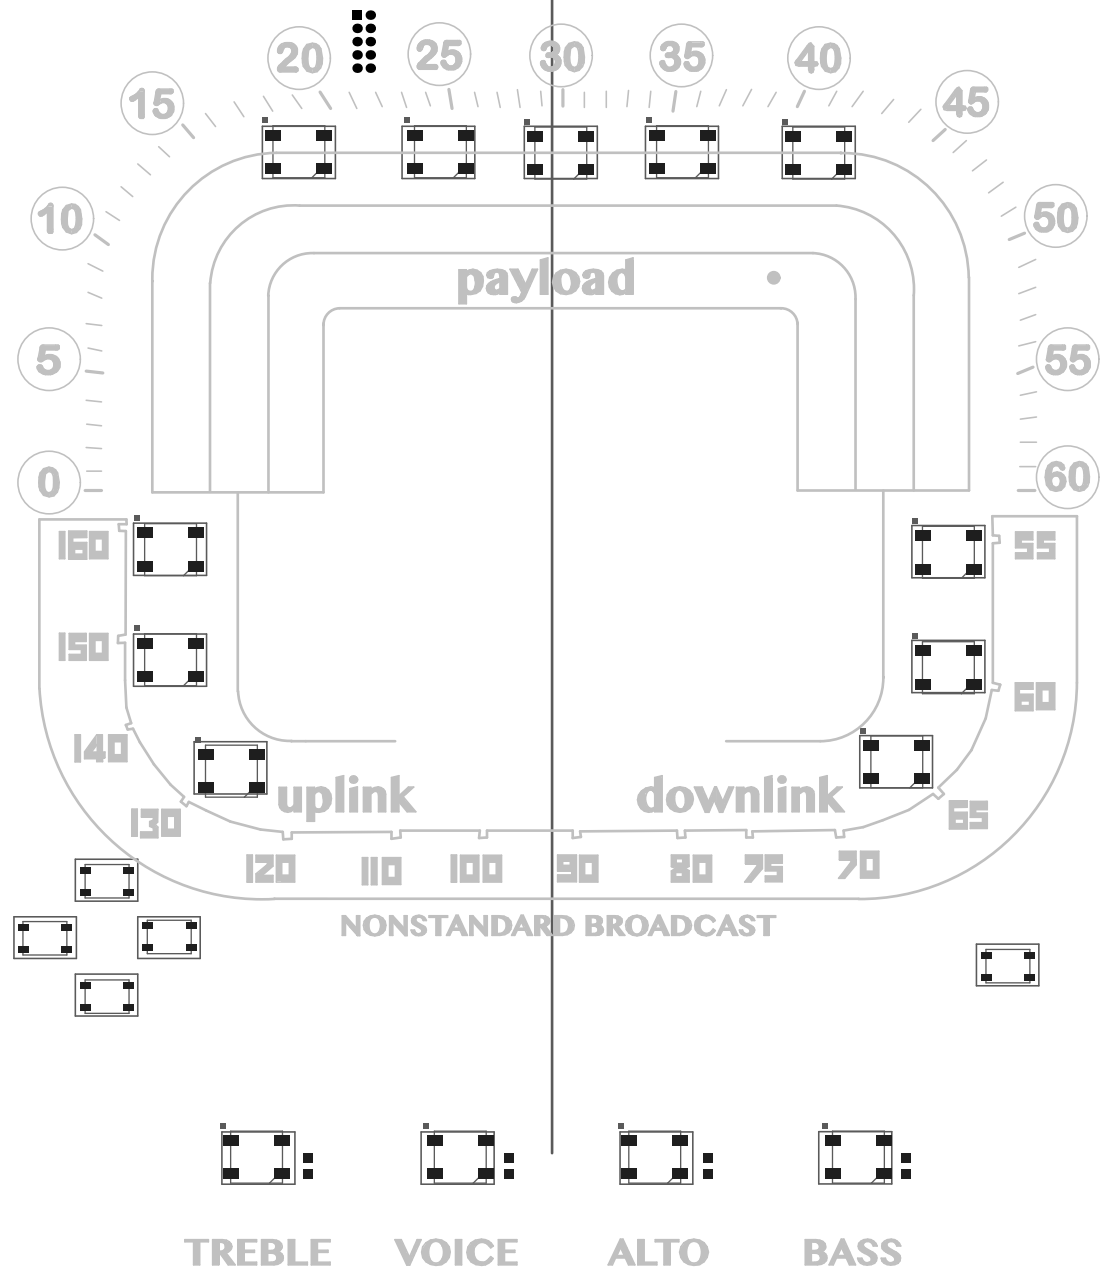 20 25 30 35 40
15 45
10 50
payload
5 55
0 60
160 55
150 60
140
uplink downlink
130 65
120 110 100 90 80 75 70
NONSTANDARD BROADCAST
TREBLE VOICE ALTO BASS